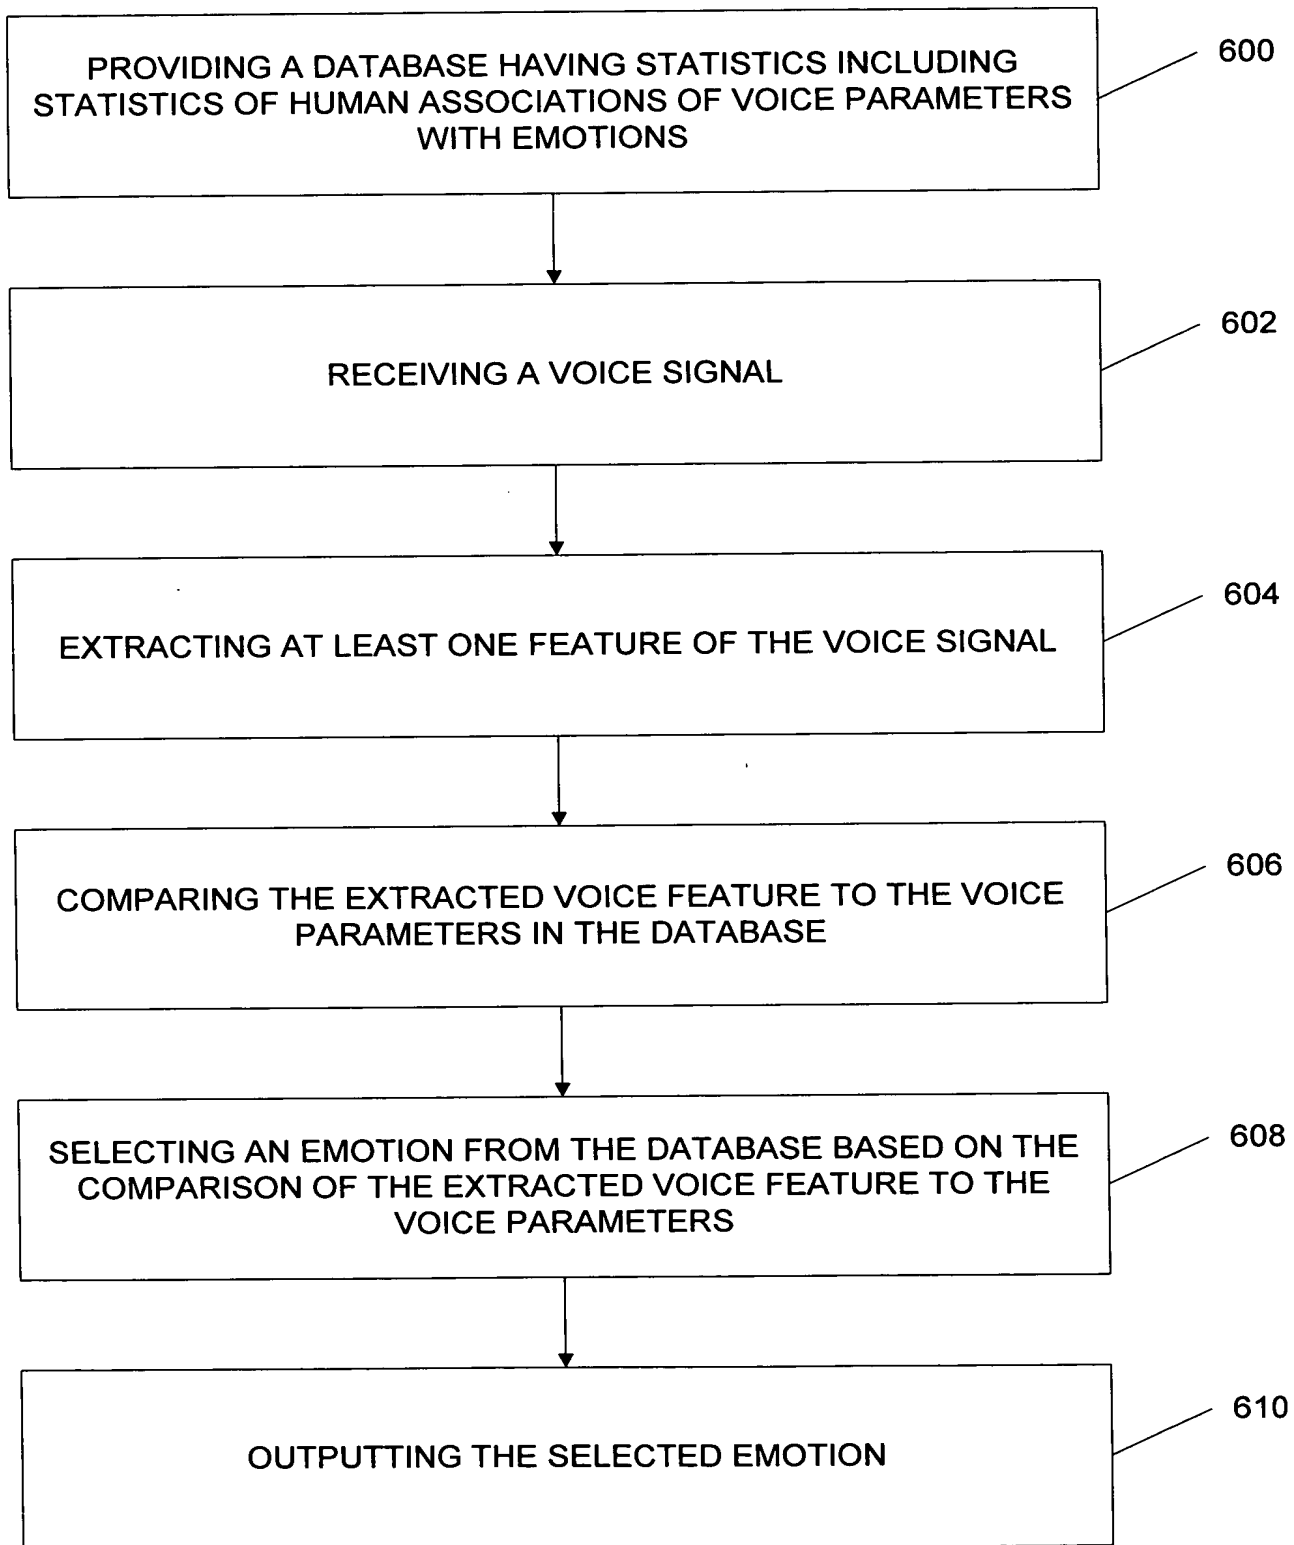 PROVIDING A DATABASE HAVING STATISTICS INCLUDING
STATISTICS OF HUMAN ASSOCIATIONS OF VOICE PARAMETERS
WITH EMOTIONS
600
RECEIVING A VOICE SIGNAL
602
EXTRACTING AT LEAST ONE FEATURE OF THE VOICE SIGNAL
604
COMPARING THE EXTRACTED VOICE FEATURE TO THE VOICE
PARAMETERS IN THE DATABASE
606
SELECTING AN EMOTION FROM THE DATABASE BASED ON THE
COMPARISON OF THE EXTRACTED VOICE FEATURE TO THE
VOICE PARAMETERS
608
OUTPUTTING THE SELECTED EMOTION
610